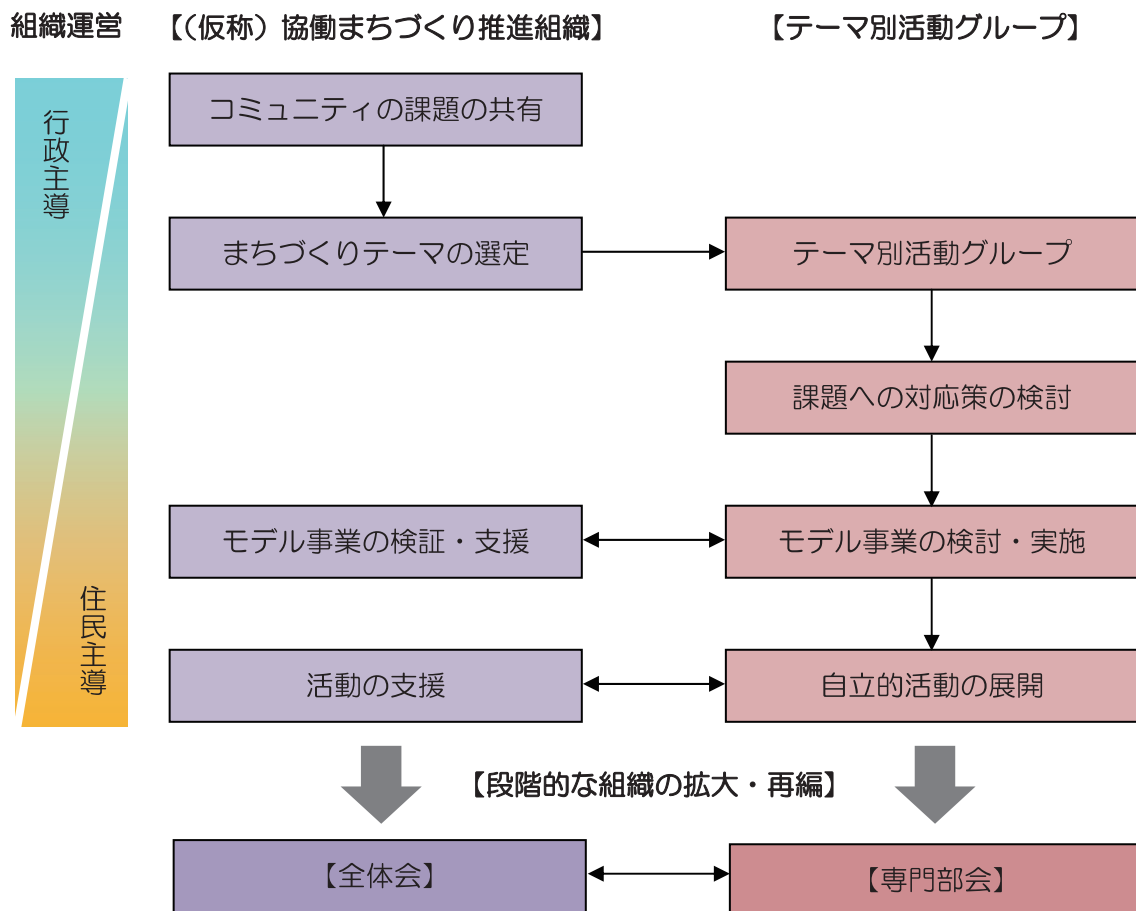 組織運営
【(仮称)協働まちづくり推進組織】
【テーマ別活動グループ】
行政主導
住民主導
コミュニティの課題の共有
まちづくりテーマの選定
テーマ別活動グループ
課題への対応策の検討
モデル事業の検証・支援
モデル事業の検討・実施
活動の支援
自立的活動の展開
【段階的な組織の拡大・再編】
【全体会】
【専門部会】